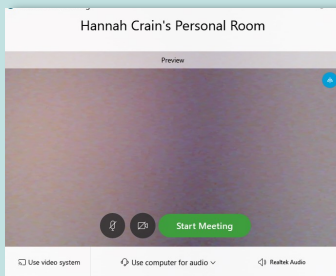 Hannah Crain's Personal Room
Preview
Start Meeting
Use video system
Use computer for audio
Realtek Audio